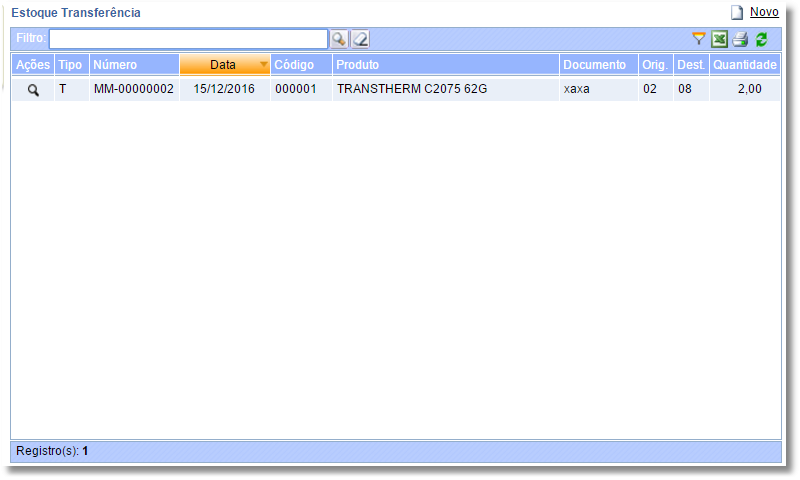 Estoque Transferência Novo
Filtro:
Ações Tipo Número Data Código Produto Documento Orig. Dest. Quantidade
T MM-00000002 15/12/2016 000001 TRANSTHERM C2075 62G xaxa 02 08 2,00
Registro(s): 1